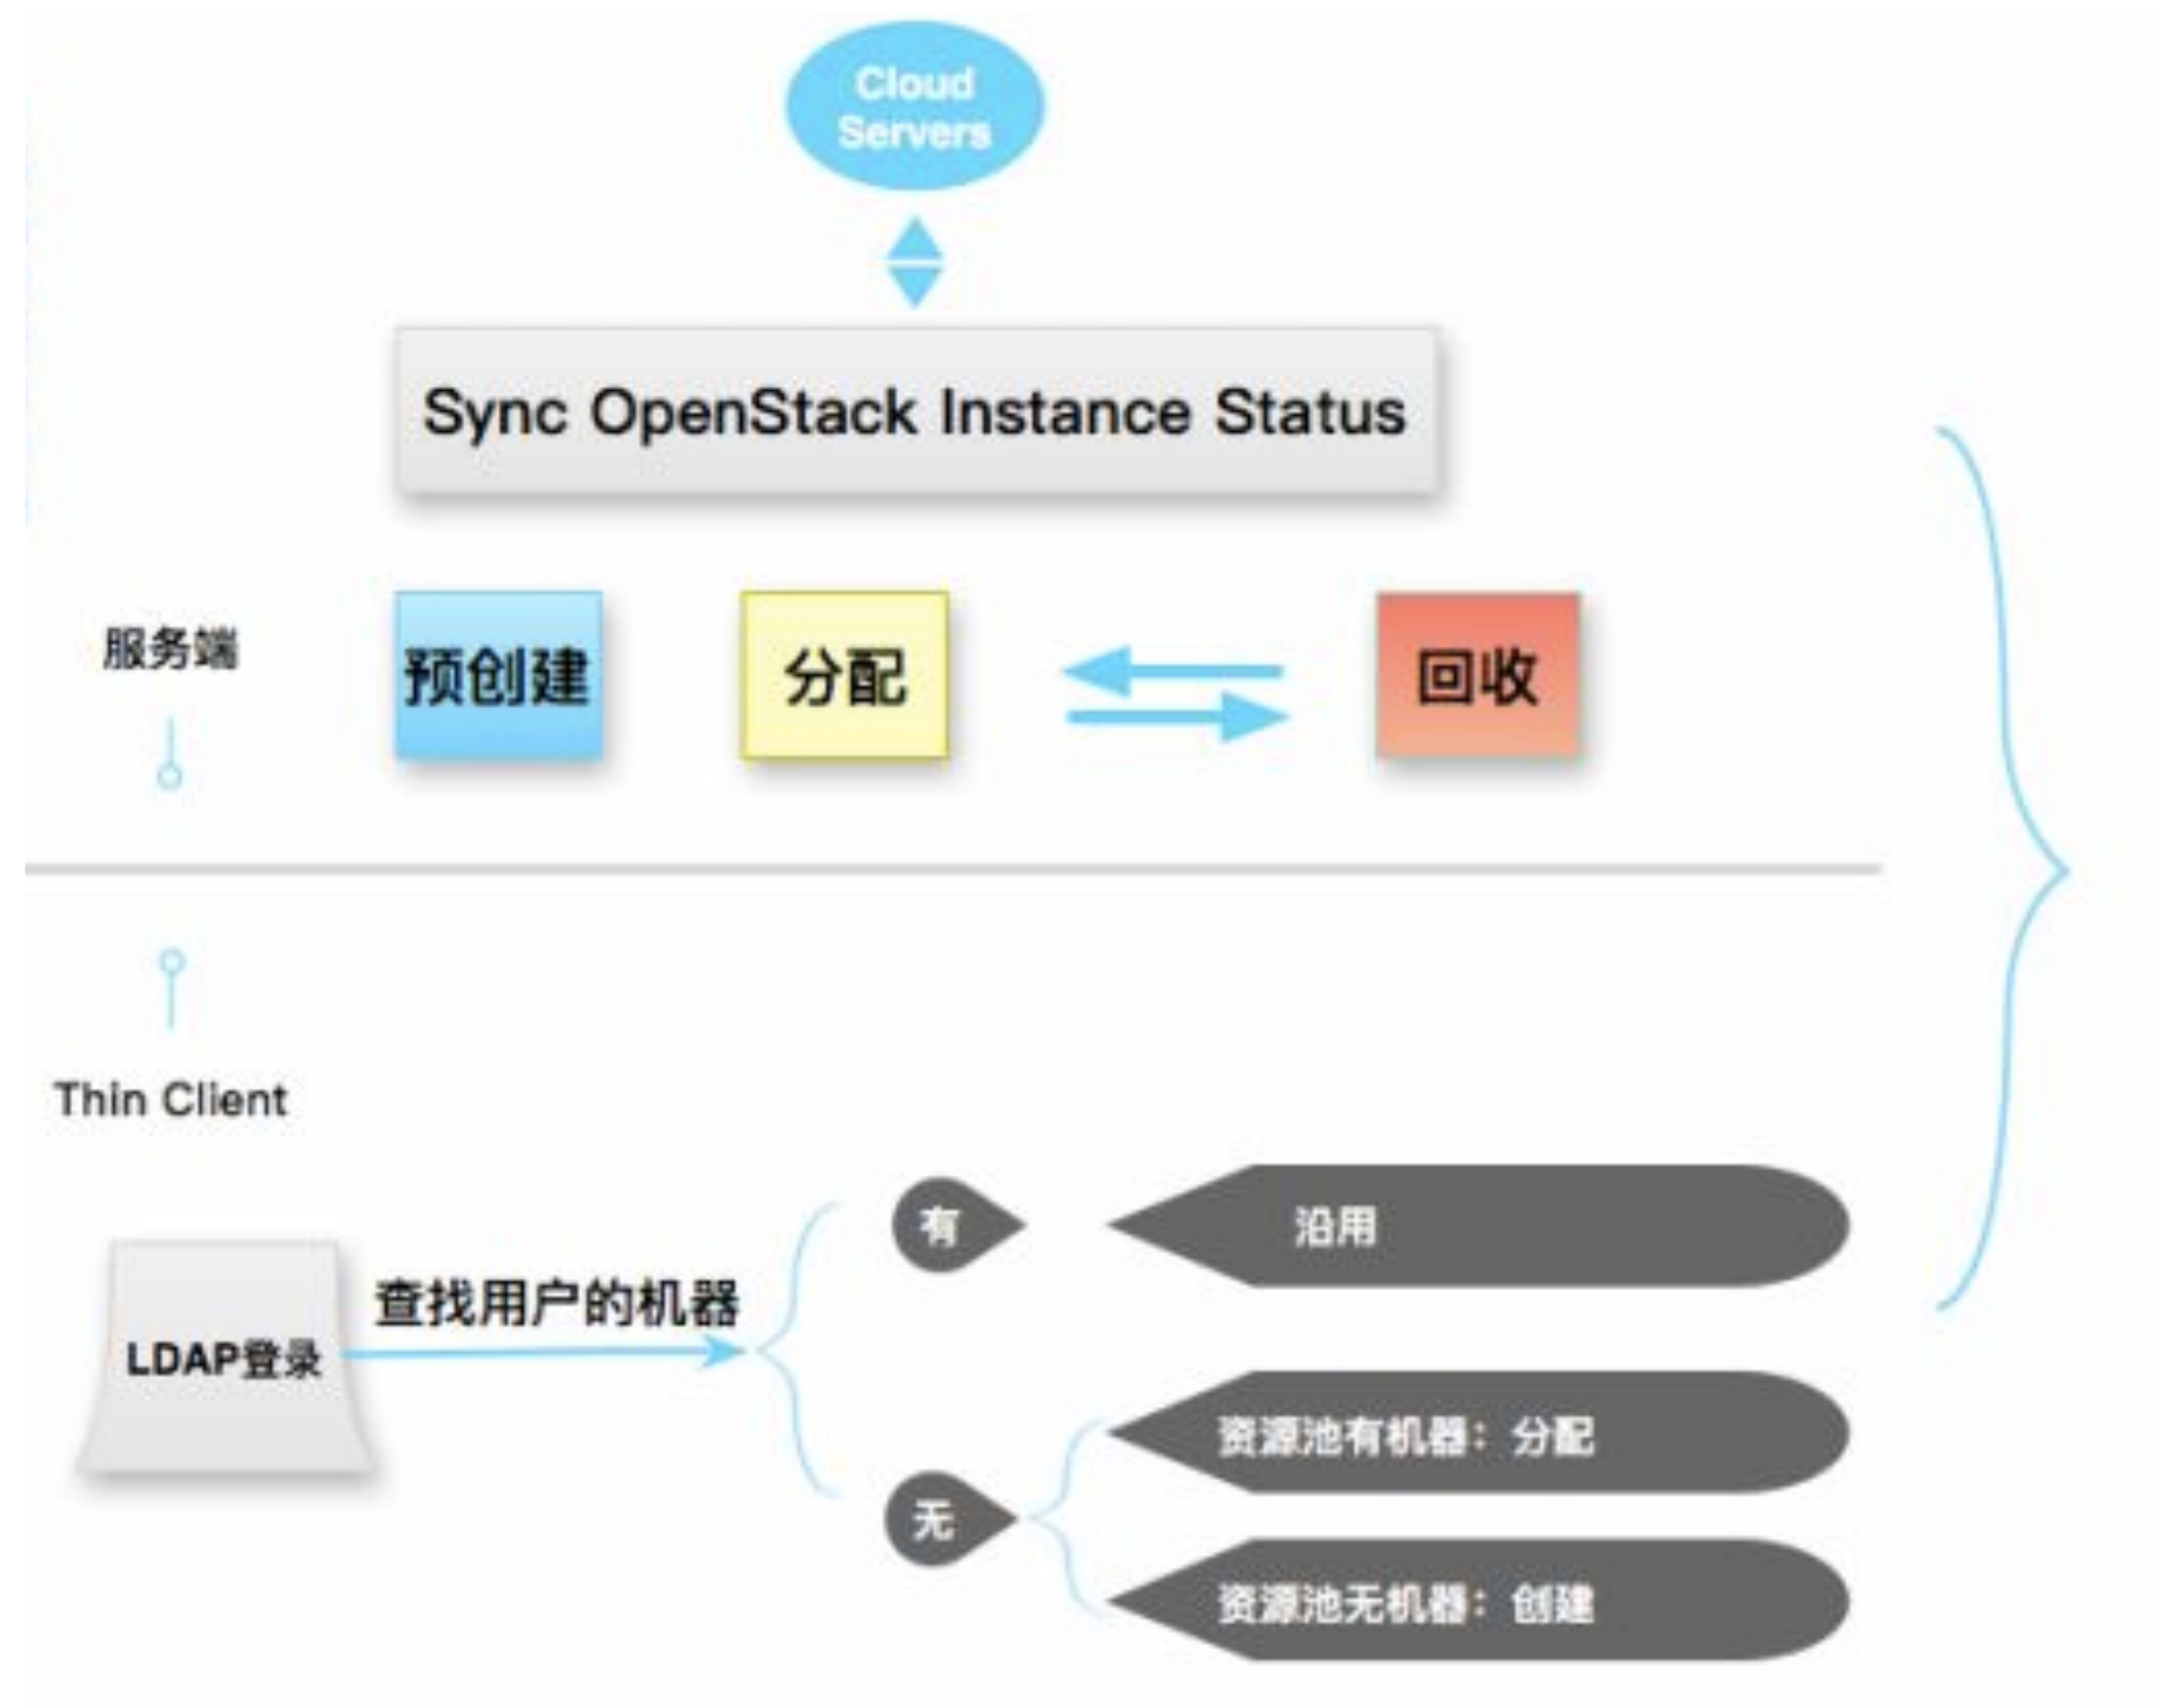 Cloud
Servers
Sync OpenStack Instance Status
服务端
预创建
分配
回收
Thin Client
LDAP登录
查找用户的机器
有
沿用
无
资源池有机器：分配
资源池无机器：创建